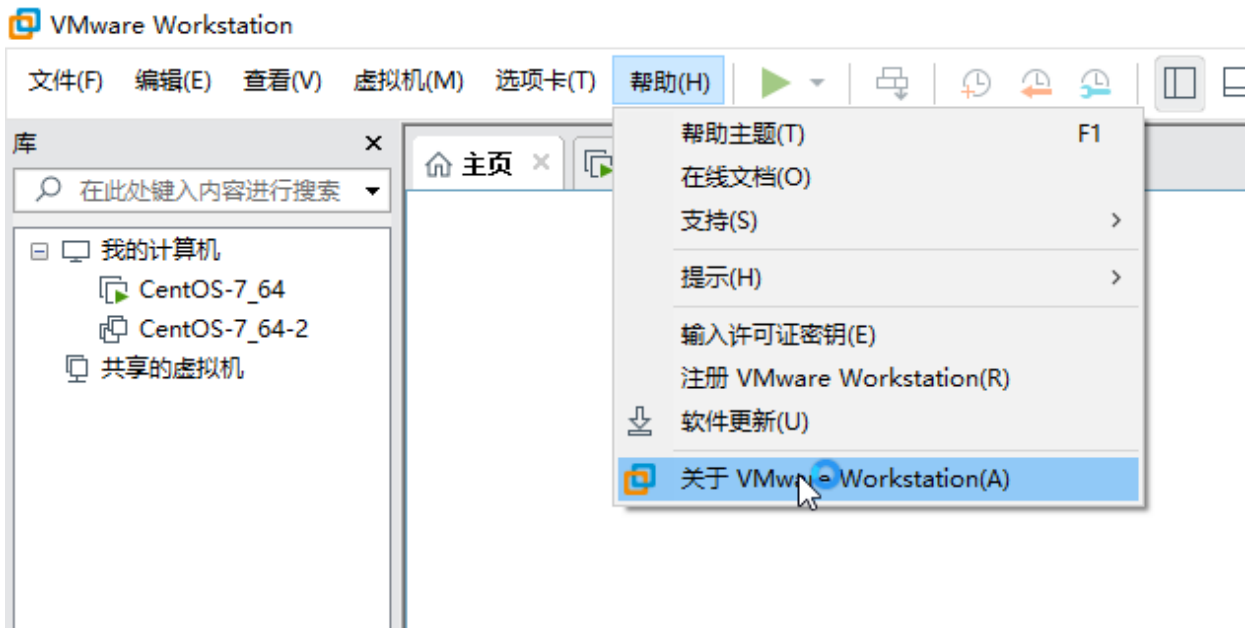 VMware Workstation
文件(F) 编辑(E) 查看(V) 虚拟机(M) 选项卡(T) 帮助(H)
库
在此处键入内容进行搜索
我的计算机
CentOS-7_64
CentOS-7_64-2
共享的虚拟机
主页
帮助主题(T) F1
在线文档(O)
支持(S)
提示(H)
输入许可证密钥(E)
注册 VMware Workstation(R)
软件更新(U)
关于 VMware Workstation(A)